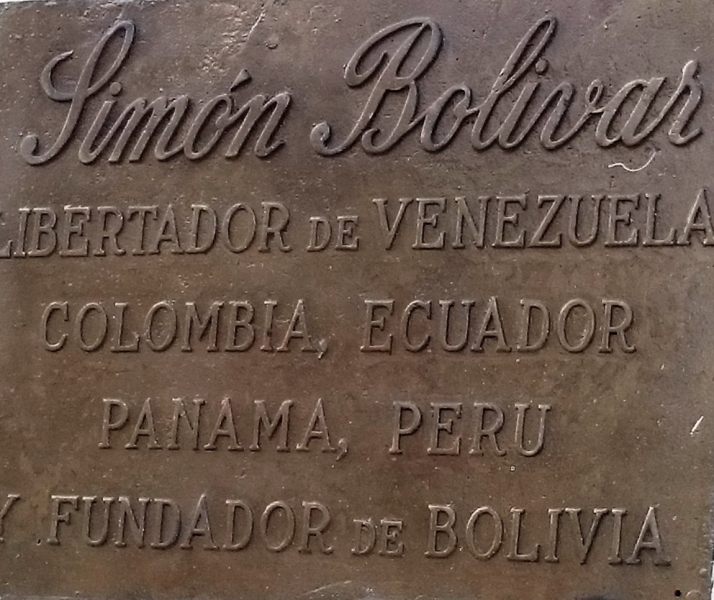 Simón Bolivar
LIBERTADOR DE VENEZUELA
COLOMBIA, ECUADOR
PANAMA, PERU
Y FUNDADOR DE BOLIVIA